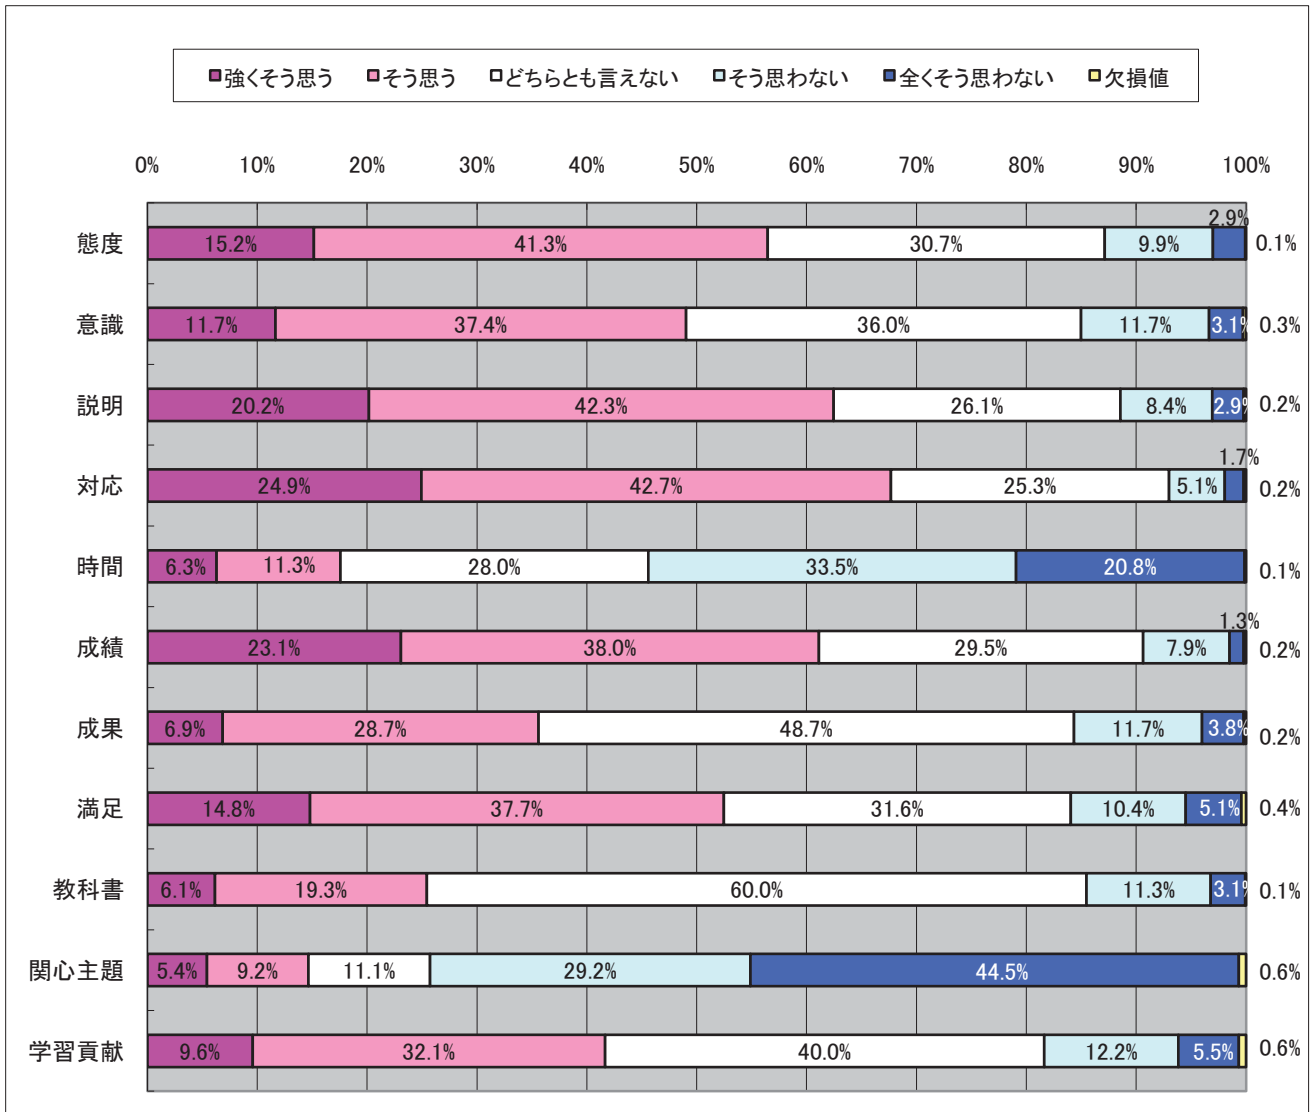 強くそう思う そう思う どちらとも言えない そう思わない 全くそう思わない 欠損値
0% 10% 20% 30% 40% 50% 60% 70% 80% 90% 100%
態度 15.2% 41.3% 30.7% 9.9% 2.9% 0.1%
意識 11.7% 37.4% 36.0% 11.7% 3.1% 0.3%
説明 20.2% 42.3% 26.1% 8.4% 2.9% 0.2%
対応 24.9% 42.7% 25.3% 5.1% 1.7% 0.2%
時間 6.3% 11.3% 28.0% 33.5% 20.8% 0.1%
成績 23.1% 38.0% 29.5% 7.9% 1.3% 0.2%
成果 6.9% 28.7% 48.7% 11.7% 3.8% 0.2%
満足 14.8% 37.7% 31.6% 10.4% 5.1% 0.4%
教科書 6.1% 19.3% 60.0% 11.3% 3.1% 0.1%
関心主題 5.4% 9.2% 11.1% 29.2% 44.5% 0.6%
学習貢献 9.6% 32.1% 40.0% 12.2% 5.5% 0.6%